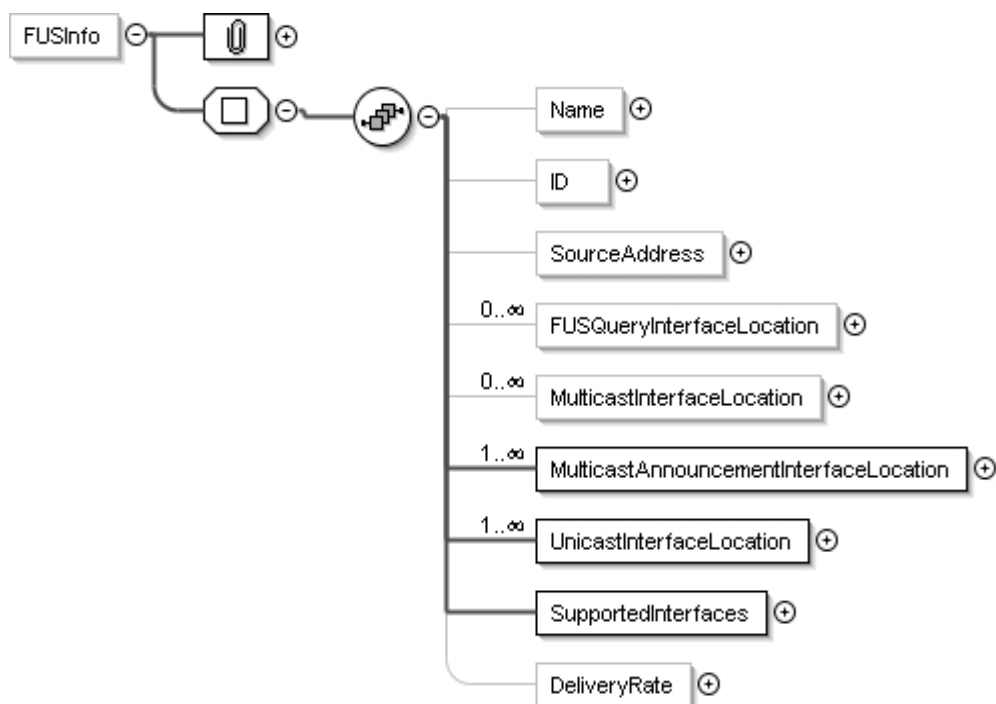 FUSInfo
Name
ID
SourceAddress
0..∞
FUSQueryInterfaceLocation
0..∞
MulticastInterfaceLocation
1..∞
MulticastAnnouncementInterfaceLocation
1..∞
UnicastInterfaceLocation
SupportedInterfaces
DeliveryRate